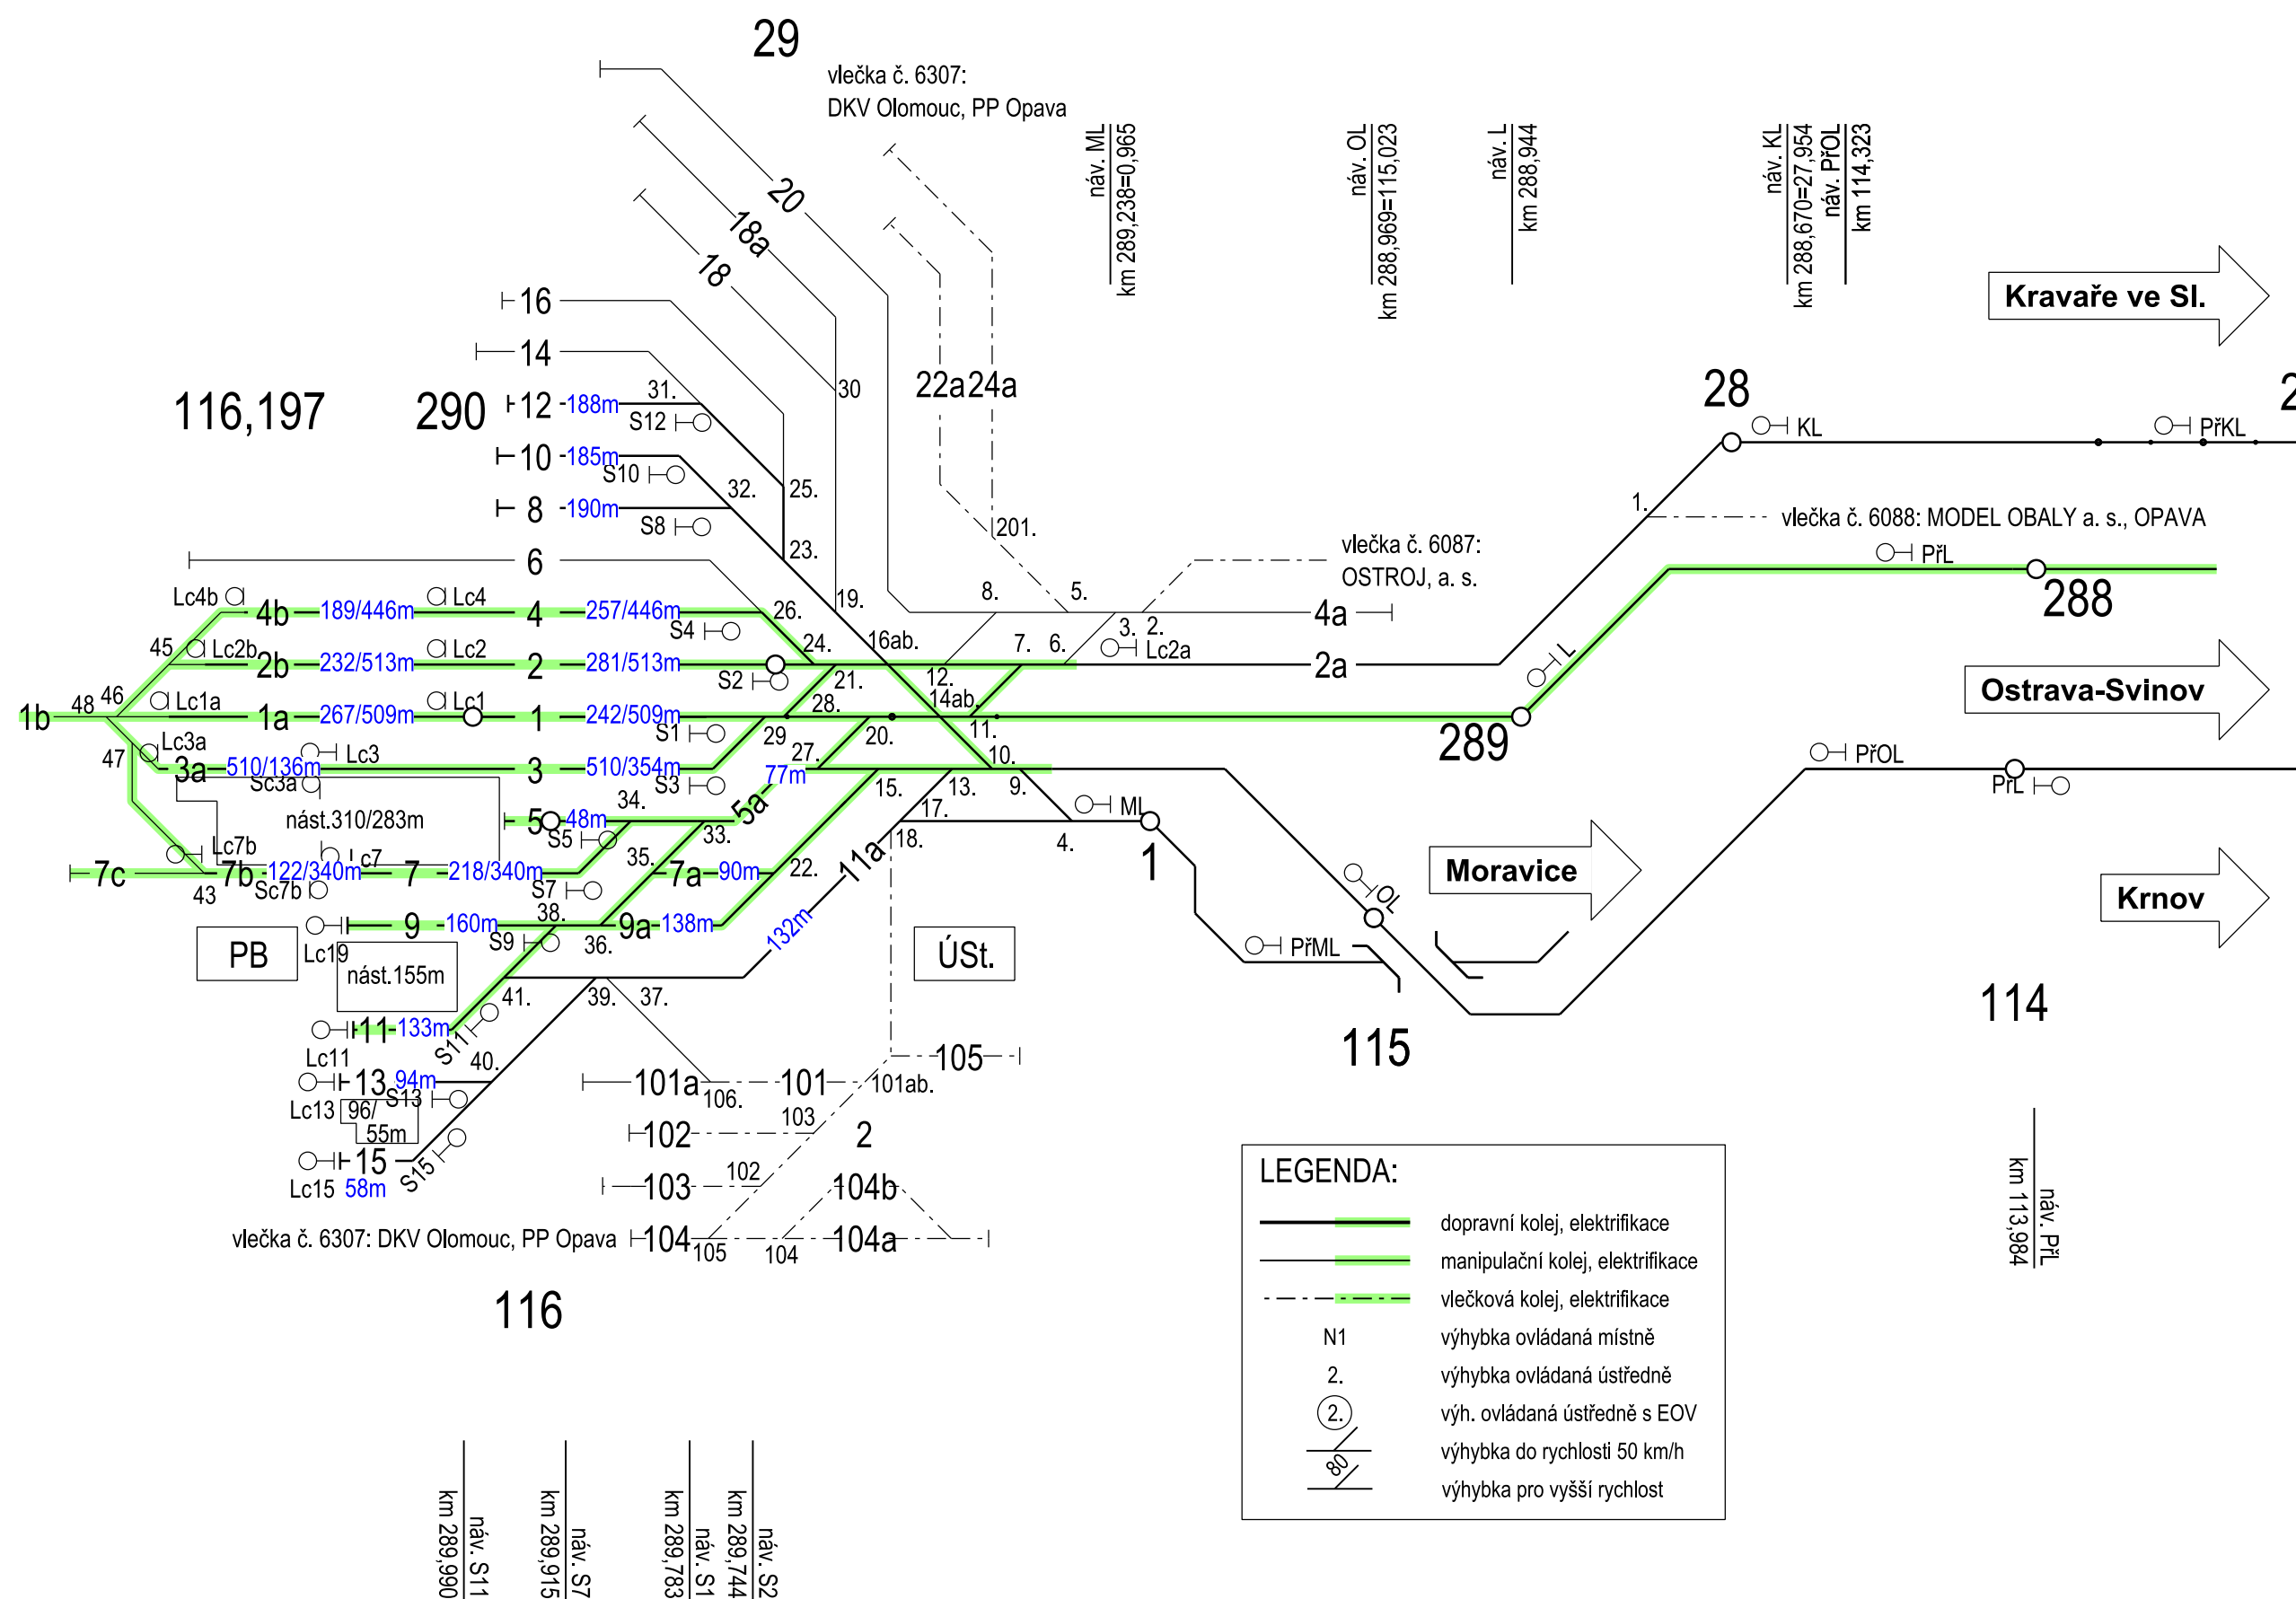 29
vlečka č. 6307:
DKV Olomouc, PP Opava
náv. ML
km 289,238=0,965
náv. OL
km 288,969=115,023
náv. L
km 288,944
náv. KL
km 288,670=27,954
náv. PřOL
km 114,323
Kravaře ve Sl.
20
18a
18
16
14
116,197
290
12
188m
31.
S12
30
22a
24a
28
KL
PřKL
2
10
185m
S10
32.
25.
8
190m
S8
23.
201.
1.
vlečka č. 6088: MODEL OBALY a. s., OPAVA
vlečka č. 6087:
OSTROJ, a. s.
PřL
288
6
Lc4b
4b
189/446m
Lc4
4
257/446m
S4
26.
19.
8.
5.
4a
3.
2.
45
Lc2b
2b
232/513m
Lc2
2
281/513m
S2
24.
16ab.
7.
6.
Lc2a
2a
L
Ostrava-Svinov
21.
12.
46
48
1b
Lc1a
1a
267/509m
Lc1
1
242/509m
S1
28.
14ab.
29
20.
11.
289
47
Lc3a
3a
510/136m
Lc3
3
510/354m
S3
27.
77m
10.
PřOL
Sc3a
nást.310/283m
5
48m
34.
5a
15.
13.
9.
PřL
S5
33.
17.
18.
ML
4.
1
Lc7b
Lc7
7c
43
7b
122/340m
7
218/340m
Sc7b
S7
35.
7a
90m
22.
11a
Moravice
OL
Krnov
Lc19
9
160m
38.
S9
36.
9a
138m
132m
PB
nást.155m
ÚSt.
PřML
41.
39.
37.
114
Lc11
11
133m
S11
40.
115
Lc13
13
94m
S13
101a
106.
101
101ab.
105
96/
55m
102
103
2
Lc15
15
58m
S15
103
102
104b
vlečka č. 6307: DKV Olomouc, PP Opava
104
105
104
104a
náv. PřL
km 113,984
116
LEGENDA:
dopravní kolej, elektrifikace
manipulační kolej, elektrifikace
vlečková kolej, elektrifikace
N1
výhybka ovládaná místně
2.
výhybka ovládaná ústředně
2.
výh. ovládaná ústředně s EOV
výhybka do rychlosti 50 km/h
80
výhybka pro vyšší rychlost
náv. S11
km 289,990
náv. S7
km 289,915
náv. S1
km 289,783
náv. S2
km 289,744